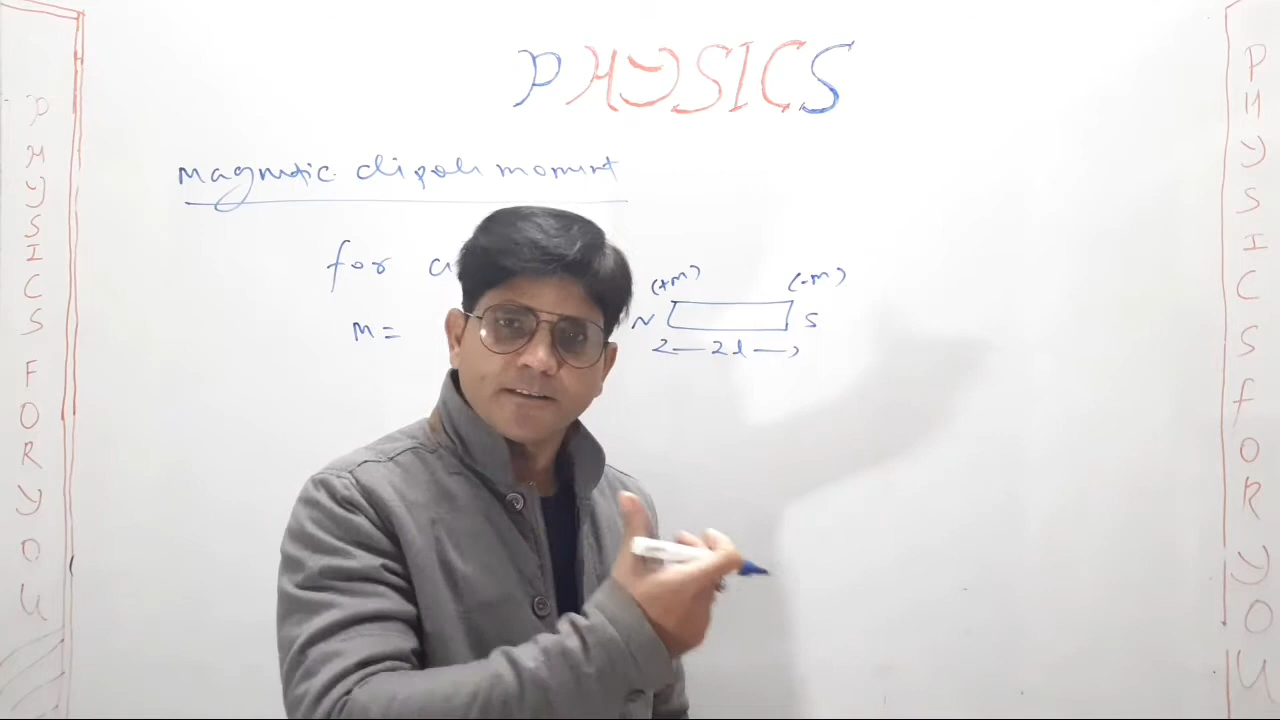 PHYSICS
magnetic dipole moment
for a
(+m) (-m)
M =
N S
2l
PHYSICS FOR YOU
PHYSICS FOR YOU